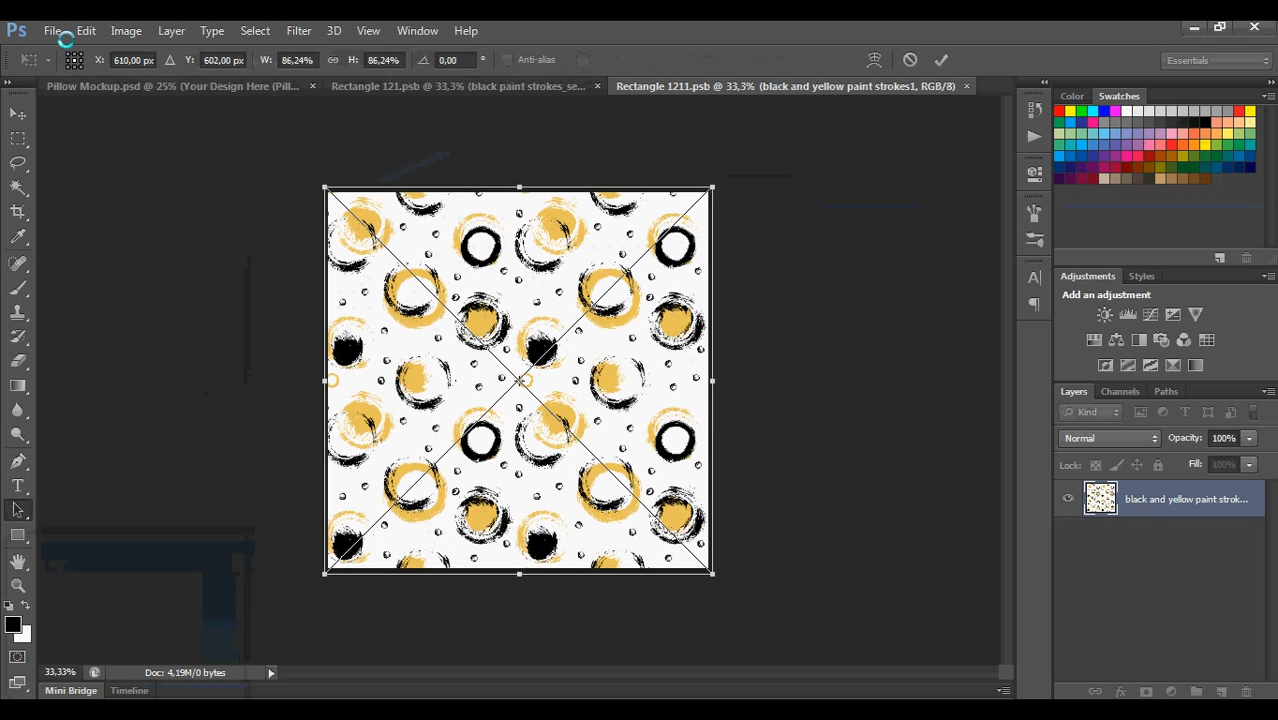 Ps File Edit Image Layer Type Select Filter 3D View Window Help
X: 610,00 px Y: 602,00 px W: 86,24% H: 86,24% 0,00 ° Anti-alias Essentials
Pillow Mockup.psd @ 25% (Your Design Here (Pill... × Rectangle 121.psb @ 33,3% (black paint strokes_se... × Rectangle 1211.psb @ 33,3% (black and yellow paint strokes1, RGB/8) ×
Color Swatches
Adjustments Styles
Add an adjustment
Layers Channels Paths
Kind
Normal Opacity: 100%
Lock: Fill: 100%
black and yellow paint strok...
33,33% Doc: 4,19M/0 bytes
Mini Bridge Timeline